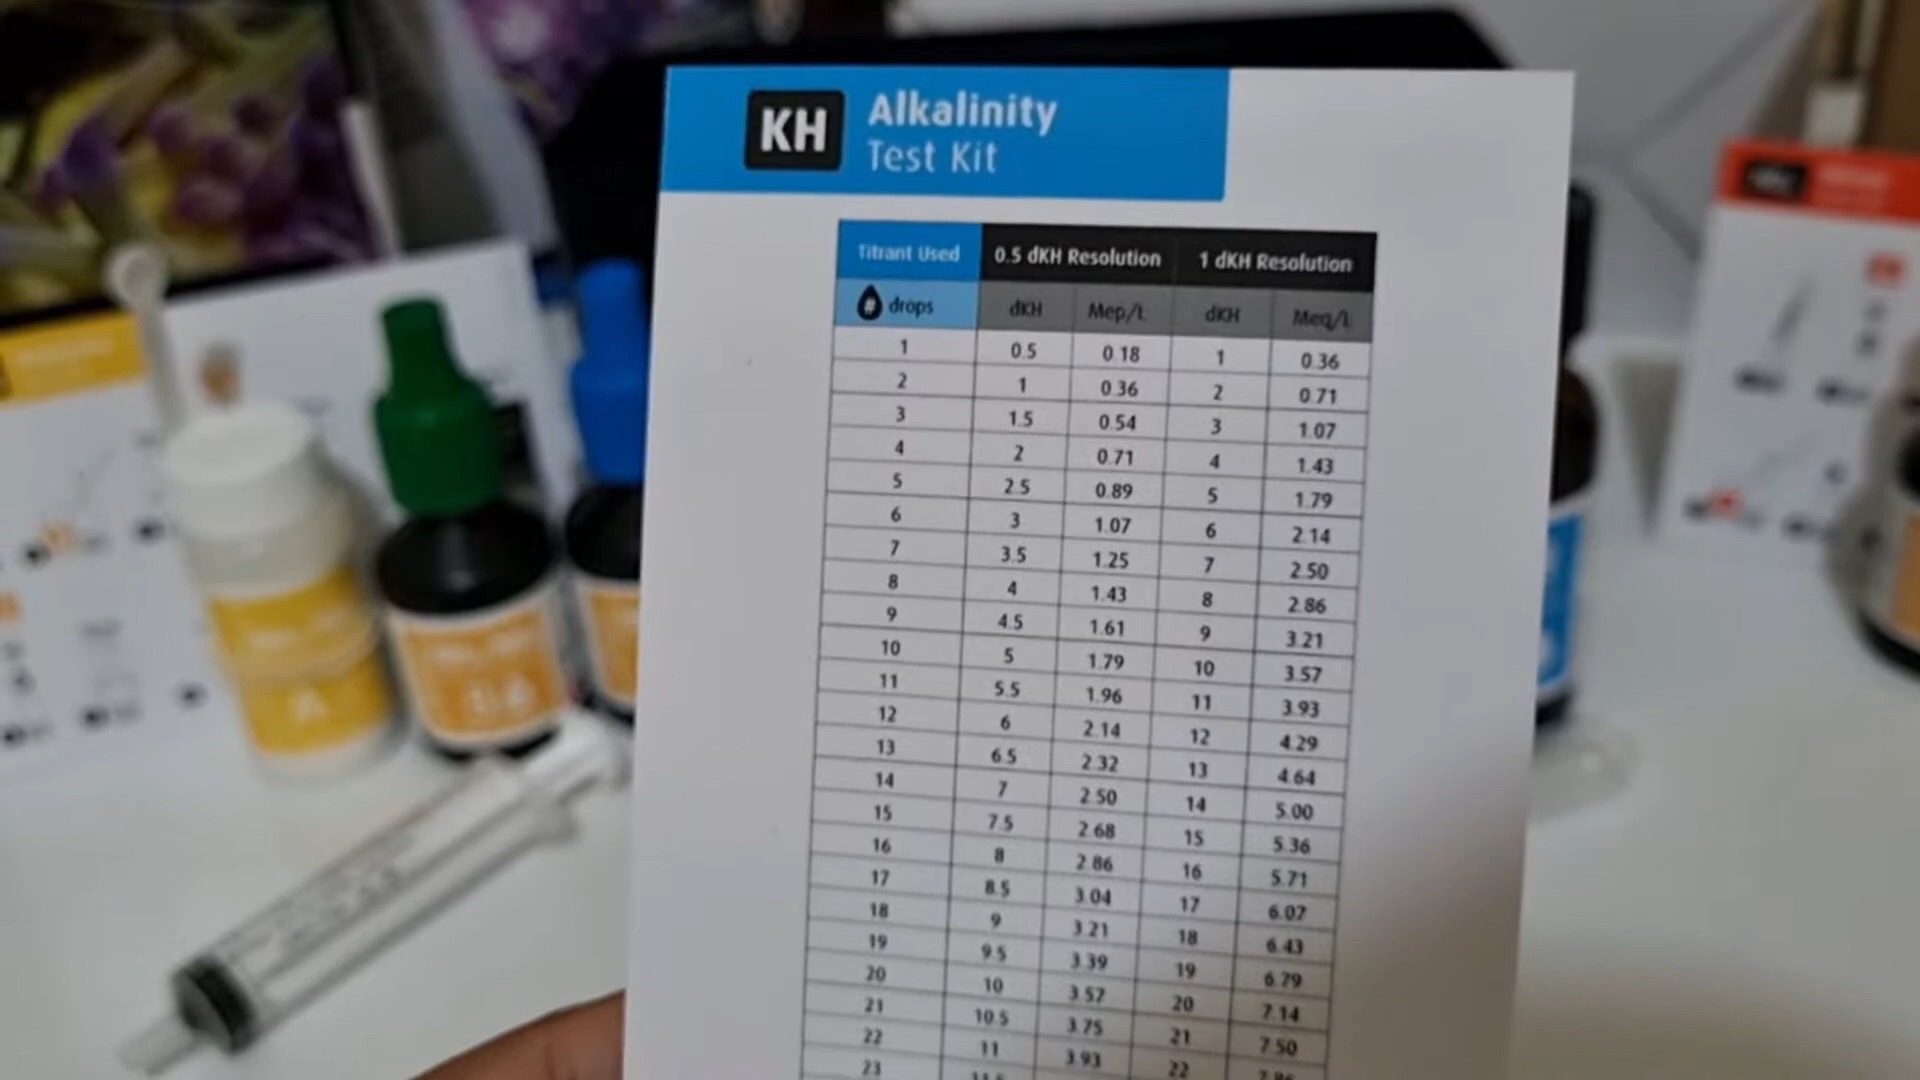 KH Alkalinity
Test Kit
Titrant Used 0.5 dKH Resolution 1 dKH Resolution
# drops dKH Mep/L dKH Meq/L
1 0.5 0.18 1 0.36
2 1 0.36 2 0.71
3 1.5 0.54 3 1.07
4 2 0.71 4 1.43
5 2.5 0.89 5 1.79
6 3 1.07 6 2.14
7 3.5 1.25 7 2.50
8 4 1.43 8 2.86
9 4.5 1.61 9 3.21
10 5 1.79 10 3.57
11 5.5 1.96 11 3.93
12 6 2.14 12 4.29
13 6.5 2.32 13 4.64
14 7 2.50 14 5.00
15 7.5 2.68 15 5.36
16 8 2.86 16 5.71
17 8.5 3.04 17 6.07
18 9 3.21 18 6.43
19 9.5 3.39 19 6.79
20 10 3.57 20 7.14
21 10.5 3.75 21 7.50
22 11 3.93 22
23
A